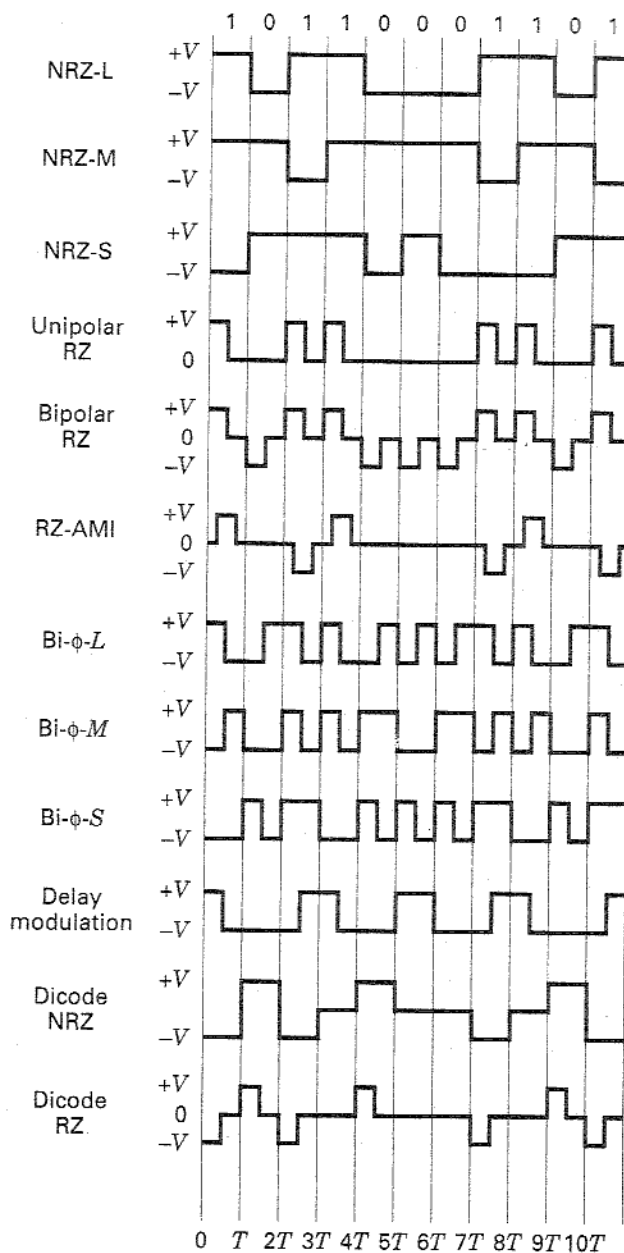 1 0 1 1 0 0 0 1 1 0 1
+V
NRZ-L
−V
+V
NRZ-M
−V
+V
NRZ-S
−V
Unipolar
RZ
+V
0
Bipolar
RZ
+V
0
−V
RZ-AMI
+V
0
−V
+V
Bi-ϕ-L
−V
+V
Bi-ϕ-M
−V
+V
Bi-ϕ-S
−V
Delay
modulation
+V
−V
Dicode
NRZ
+V
−V
Dicode
RZ
+V
0
−V
0 T 2T 3T 4T 5T 6T 7T 8T 9T 10T